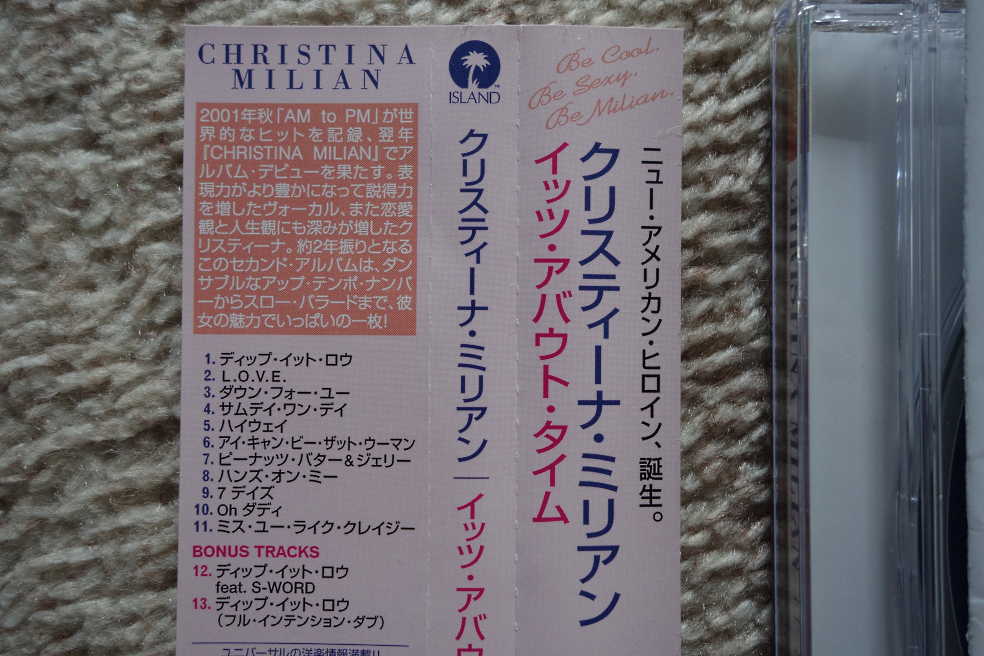 CHRISTINA
MILIAN
2001年秋「AM to PM」が世
界的なヒットを記録、翌年
『CHRISTINA MILIAN』でア
ルバム・デビューを果たす。表
現力がより豊かになって説得力
を増したヴォーカル、また恋愛
観と人生観にも深みが増したク
リスティーナ。約2年振りとなる
このセカンド・アルバムは、ダン
サブルなアップ・テンポ・ナンバ
ーからスロー・バラードまで、彼
女の魅力でいっぱいの一枚!
1. ディップ・イット・ロウ
2. L.O.V.E.
3. ダウン・フォー・ユー
4. サムデイ・ワン・デイ
5. ハイウェイ
6. アイ・キャン・ビー・ザット・ウーマン
7. ピーナッツ・バター&ジェリー
8. ハンズ・オン・ミー
9. 7 デイズ
10. Oh ダディ
11. ミス・ユー・ライク・クレイジー
BONUS TRACKS
12. ディップ・イット・ロウ
feat. S-WORD
13. ディップ・イット・ロウ
(フル・インテンション・ダブ)
ユニバーサルの洋楽情報満載!!
ISLAND
TM
クリスティーナ・ミリアン
イッツ・アバウ
Be Cool.
Be Sexy.
Be Milian.
ニュー・アメリカン・ヒロイン、誕生。
クリスティーナ・ミリアン
イッツ・アバウト・タイム